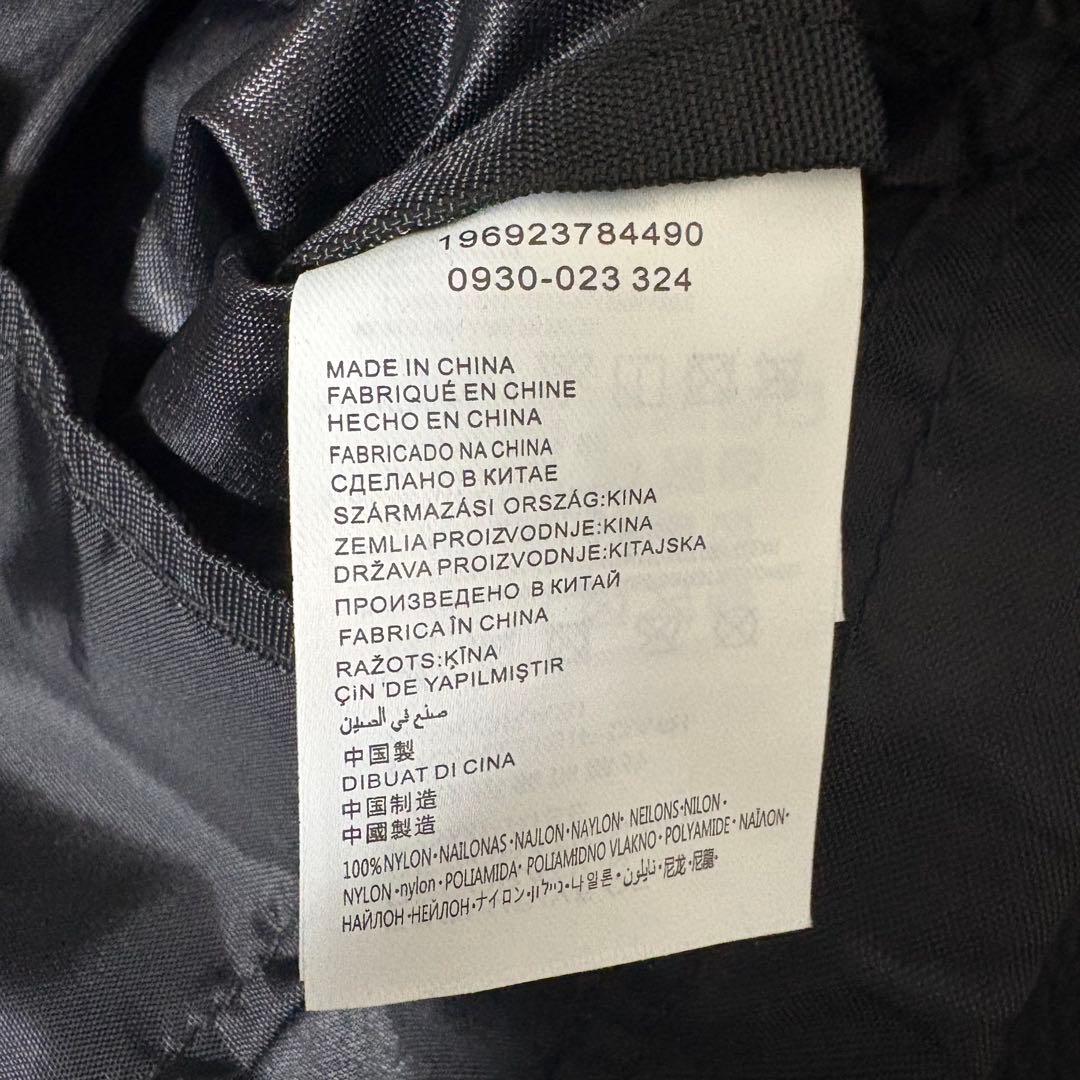 196923784490
0930-023 324
MADE IN CHINA
FABRIQUÉ EN CHINE
HECHO EN CHINA
FABRICADO NA CHINA
СДЕЛАНО В КИТАЕ
SZÁRMAZÁSI ORSZÁG:KINA
ZEMLIA PROIZVODNJE:KINA
DRŽAVA PROIZVODNJE:KITAJSKA
ПРОИЗВЕДЕНО В КИТАЙ
FABRICA ÎN CHINA
RAŽOTS:ĶĪNA
ÇİN 'DE YAPILMIŞTIR
صنع في الصين
中国製
DIBUAT DI CINA
中国制造
中國製造
100%NYLON·NAILONAS·NAJLON·NAYLON· NEILONS·NILON·
NYLON·nylon·POLIAMIDA· POLIAMIDNO VLAKNO·POLYAMIDE·ΝΑΪΛΟΝ·
НАЙЛОН·НЕЙЛОН·ナイロン·ניילון·나일론·نايلون·尼龙·尼龍·